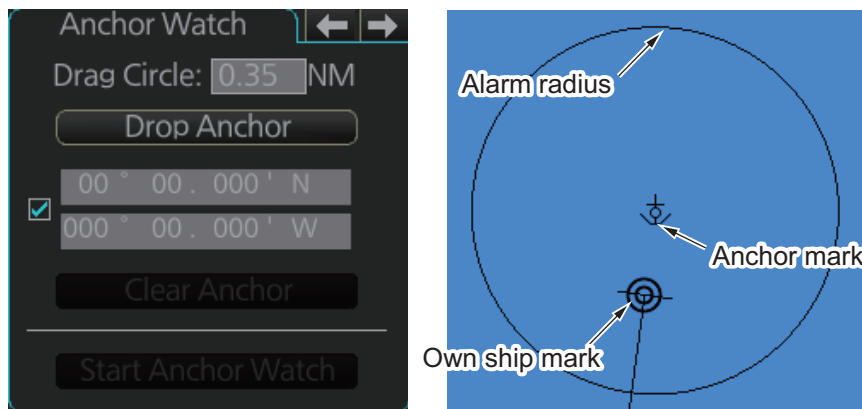 Anchor Watch
Drag Circle: 0.35 NM
Drop Anchor
00 ° 00 . 000 ' N
000 ° 00 . 000 ' W
Clear Anchor
Start Anchor Watch
Alarm radius
Anchor mark
Own ship mark